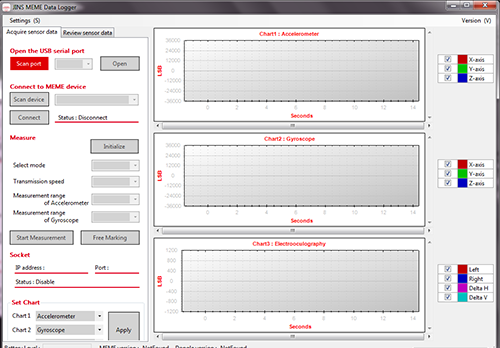 JINS MEME Data Logger
Settings (S)
Version (V)
Acquire sensor data
Review sensor data
Open the USB serial port
Scan port
Open
Connect to MEME device
Scan device
Connect
Status : Disconnect
Measure
Initialize
Select mode
Transmission speed
Measurement range
of Accelerometer
Measurement range
of Gyroscope
Start Measurement
Free Marking
Socket
IP address :
Port :
Status : Disable
Set Chart
Chart 1
Accelerometer
Chart 2
Gyroscope
Apply
Chart1 : Accelerometer
LSB
36000
24000
12000
0
-12000
-24000
-36000
0 2 4 6 8 10 12 14
Seconds
X-axis
Y-axis
Z-axis
Chart2 : Gyroscope
LSB
36000
24000
12000
0
-12000
-24000
-36000
0 2 4 6 8 10 12 14
Seconds
X-axis
Y-axis
Z-axis
Chart3 : Electrooculography
LSB
1200
800
400
0
-400
-800
-1200
0 2 4 6 8 10 12 14
Seconds
Left
Right
Delta H
Delta V